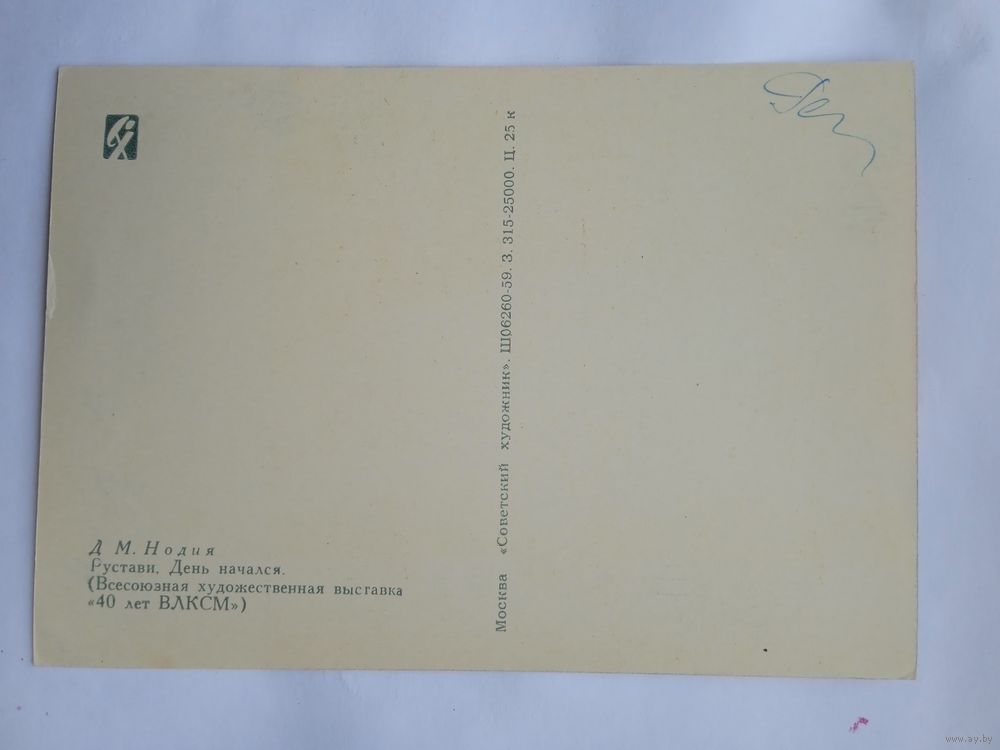 Д М. Нодия
Рустави. День начался.
(Всесоюзная художественная выставка
«40 лет ВЛКСМ»)
Москва «Советский художник». Ш06260-59. З. 315-25000. Ц. 25 к
www.ay.by